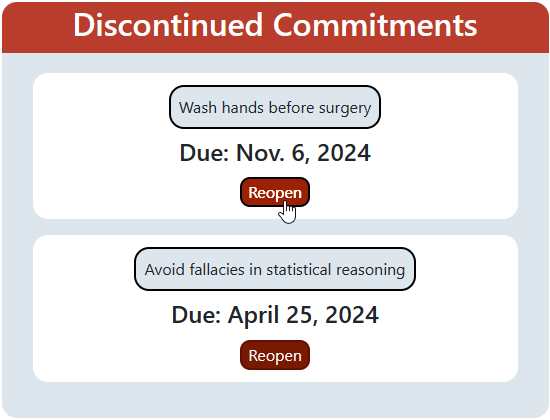 Discontinued Commitments
Wash hands before surgery
Due: Nov. 6, 2024
Reopen
Avoid fallacies in statistical reasoning
Due: April 25, 2024
Reopen